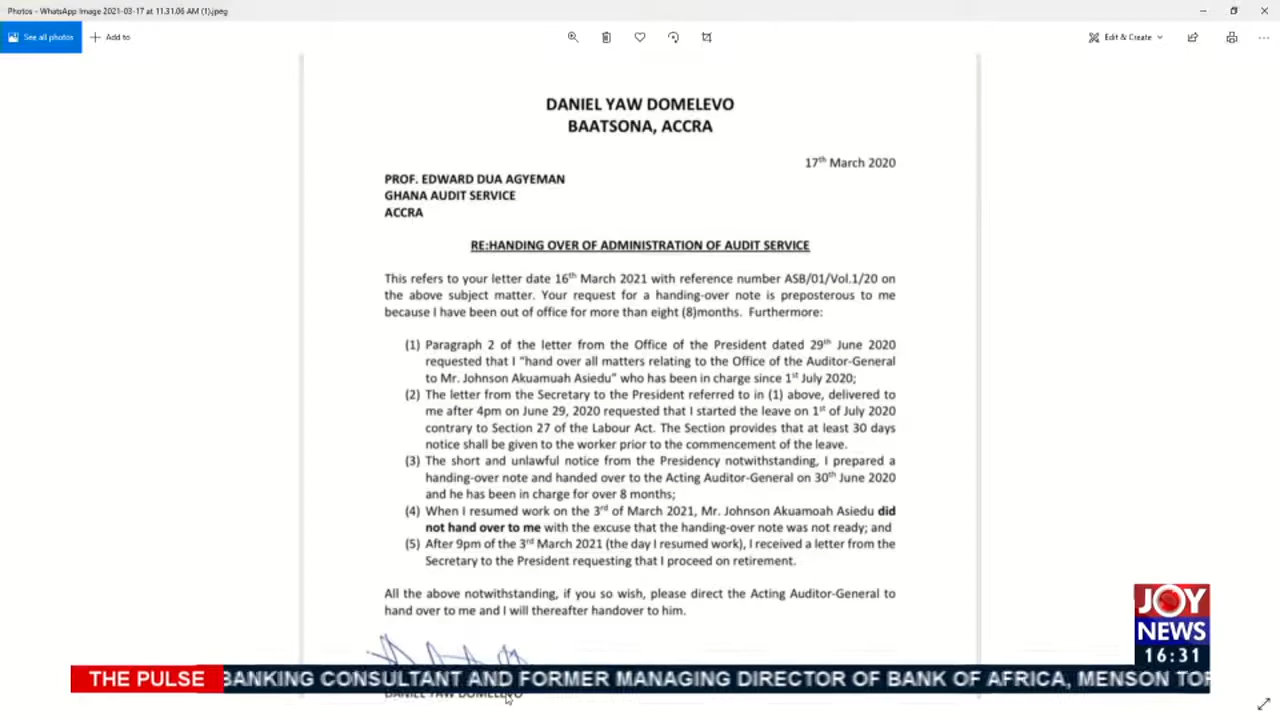 Photos - WhatsApp Image 2021-03-17 at 11.31.06 AM (1).jpeg
See all photos
Add to
Edit & Create
DANIEL YAW DOMELEVO
BAATSONA, ACCRA
17th March 2020
PROF. EDWARD DUA AGYEMAN
GHANA AUDIT SERVICE
ACCRA
RE:HANDING OVER OF ADMINISTRATION OF AUDIT SERVICE
This refers to your letter date 16th March 2021 with reference number ASB/01/Vol.1/20 on
the above subject matter. Your request for a handing-over note is preposterous to me
because I have been out of office for more than eight (8)months. Furthermore:
(1) Paragraph 2 of the letter from the Office of the President dated 29th June 2020
requested that I "hand over all matters relating to the Office of the Auditor-General
to Mr. Johnson Akuamuah Asiedu" who has been in charge since 1st July 2020;
(2) The letter from the Secretary to the President referred to in (1) above, delivered to
me after 4pm on June 29, 2020 requested that I started the leave on 1st of July 2020
contrary to Section 27 of the Labour Act. The Section provides that at least 30 days
notice shall be given to the worker prior to the commencement of the leave.
(3) The short and unlawful notice from the Presidency notwithstanding, I prepared a
handing-over note and handed over to the Acting Auditor-General on 30th June 2020
and he has been in charge for over 8 months;
(4) When I resumed work on the 3rd of March 2021, Mr. Johnson Akuamoah Asiedu did
not hand over to me with the excuse that the handing-over note was not ready; and
(5) After 9pm of the 3rd March 2021 (the day I resumed work), I received a letter from the
Secretary to the President requesting that I proceed on retirement.
All the above notwithstanding, if you so wish, please direct the Acting Auditor-General to
hand over to me and I will thereafter handover to him.
DANIEL YAW DOMELEVO
JOY
NEWS
16:31
THE PULSE
BANKING CONSULTANT AND FORMER MANAGING DIRECTOR OF BANK OF AFRICA, MENSON